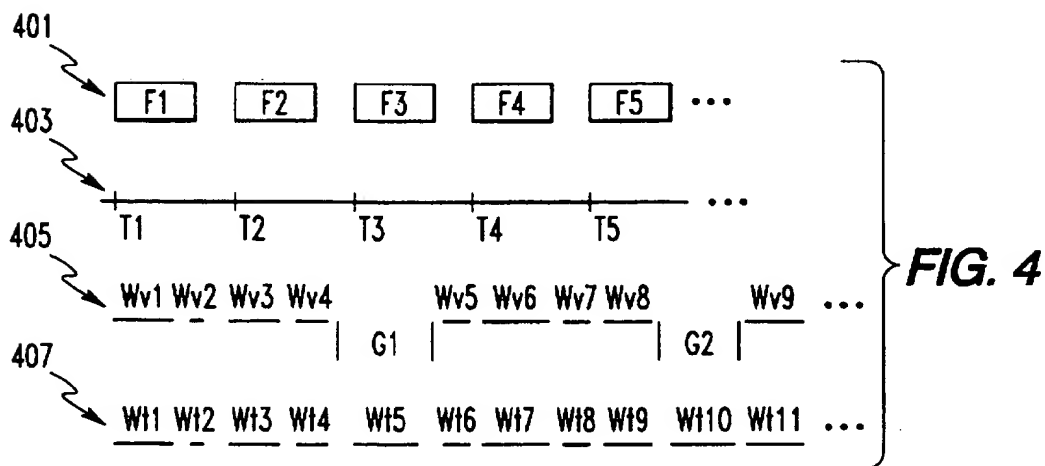 401
F1 F2 F3 F4 F5 •••
403
T1 T2 T3 T4 T5 •••
405
Wv1 Wv2 Wv3 Wv4 Wv5 Wv6 Wv7 Wv8 Wv9 •••
G1 G2
407
Wt1 Wt2 Wt3 Wt4 Wt5 Wt6 Wt7 Wt8 Wt9 Wt10 Wt11 •••
FIG. 4